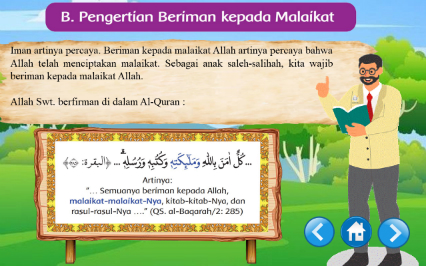 B. Pengertian Beriman kepada Malaikat
Iman artinya percaya. Beriman kepada malaikat Allah artinya percaya bahwa
Allah telah menciptakan malaikat. Sebagai anak saleh-salihah, kita wajib
beriman kepada malaikat Allah.
Allah Swt. berfirman di dalam Al-Quran :
...كُلٌّ اٰمَنَ بِاللّٰهِ وَمَلٰۤىِٕكَتِهٖ وَكُتُبِهٖ وَرُسُلِهٖۗ ... ﴿البقرة:
Artinya:
"... Semuanya beriman kepada Allah,
malaikat-malaikat-Nya, kitab-kitab-Nya, dan
rasul-rasul-Nya ...." (QS. al-Baqarah/2: 285)